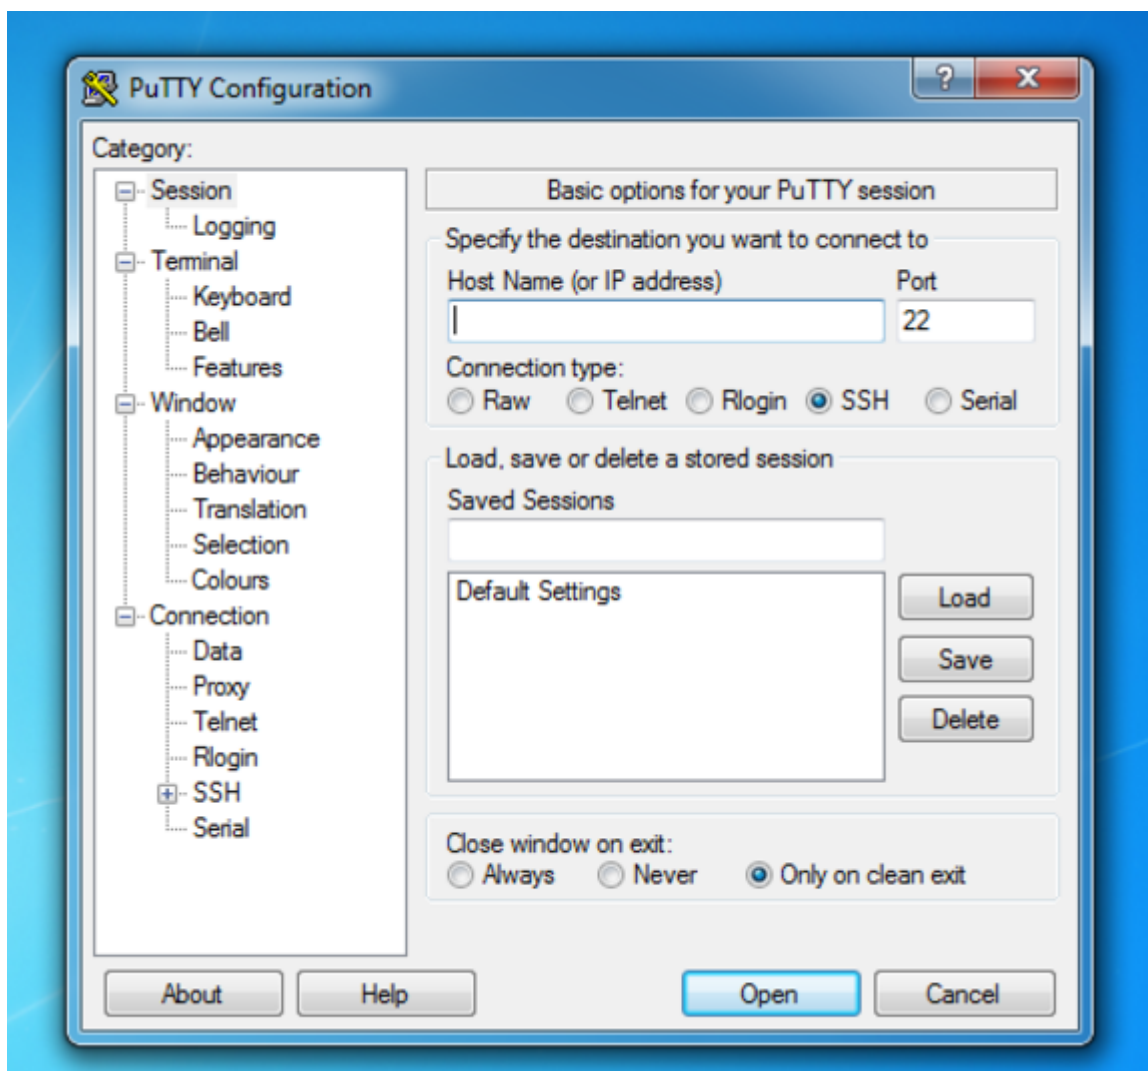 PuTTY Configuration
?
Category:
Session
Logging
Terminal
Keyboard
Bell
Features
Window
Appearance
Behaviour
Translation
Selection
Colours
Connection
Data
Proxy
Telnet
Rlogin
SSH
Serial
Basic options for your PuTTY session
Specify the destination you want to connect to
Host Name (or IP address) Port
22
Connection type:
Raw Telnet Rlogin SSH Serial
Load, save or delete a stored session
Saved Sessions
Default Settings
Load
Save
Delete
Close window on exit:
Always Never Only on clean exit
About Help Open Cancel